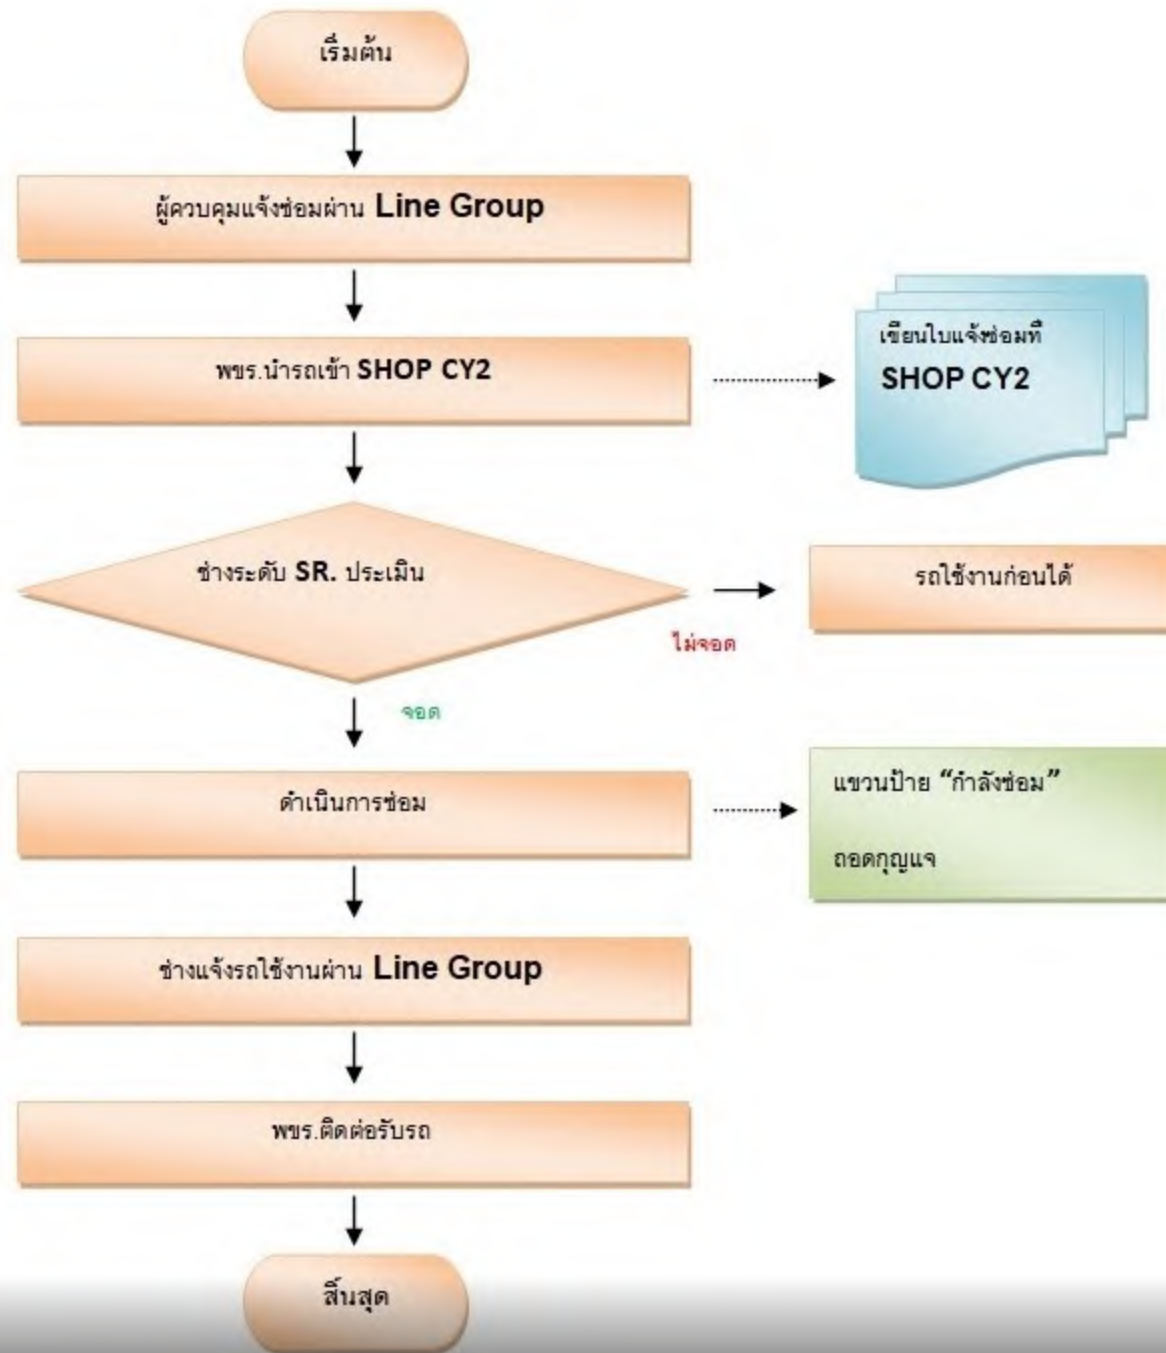 เริ่มต้น
ผู้ควบคุมแจ้งซ่อมผ่าน Line Group
พขร.นำรถเข้า SHOP CY2
เขียนใบแจ้งซ่อมที่
SHOP CY2
ช่างระดับ SR. ประเมิน
รถใช้งานก่อนได้
ไม่จอด
จอด
ดำเนินการซ่อม
แขวนป้าย “กำลังซ่อม”
ถอดกุญแจ
ช่างแจ้งรถใช้งานผ่าน Line Group
พขร.ติดต่อรับรถ
สิ้นสุด